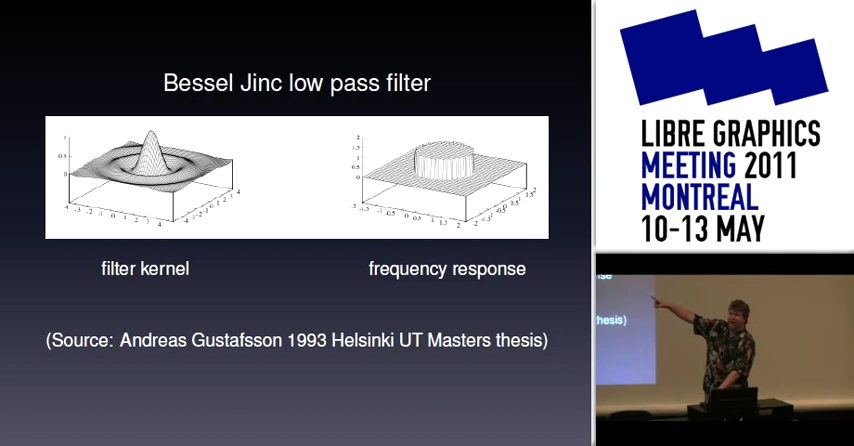 Bessel Jinc low pass filter
filter kernel
frequency response
(Source: Andreas Gustafsson 1993 Helsinki UT Masters thesis)
LIBRE GRAPHICS
MEETING 2011
MONTREAL
10-13 MAY
hesis)